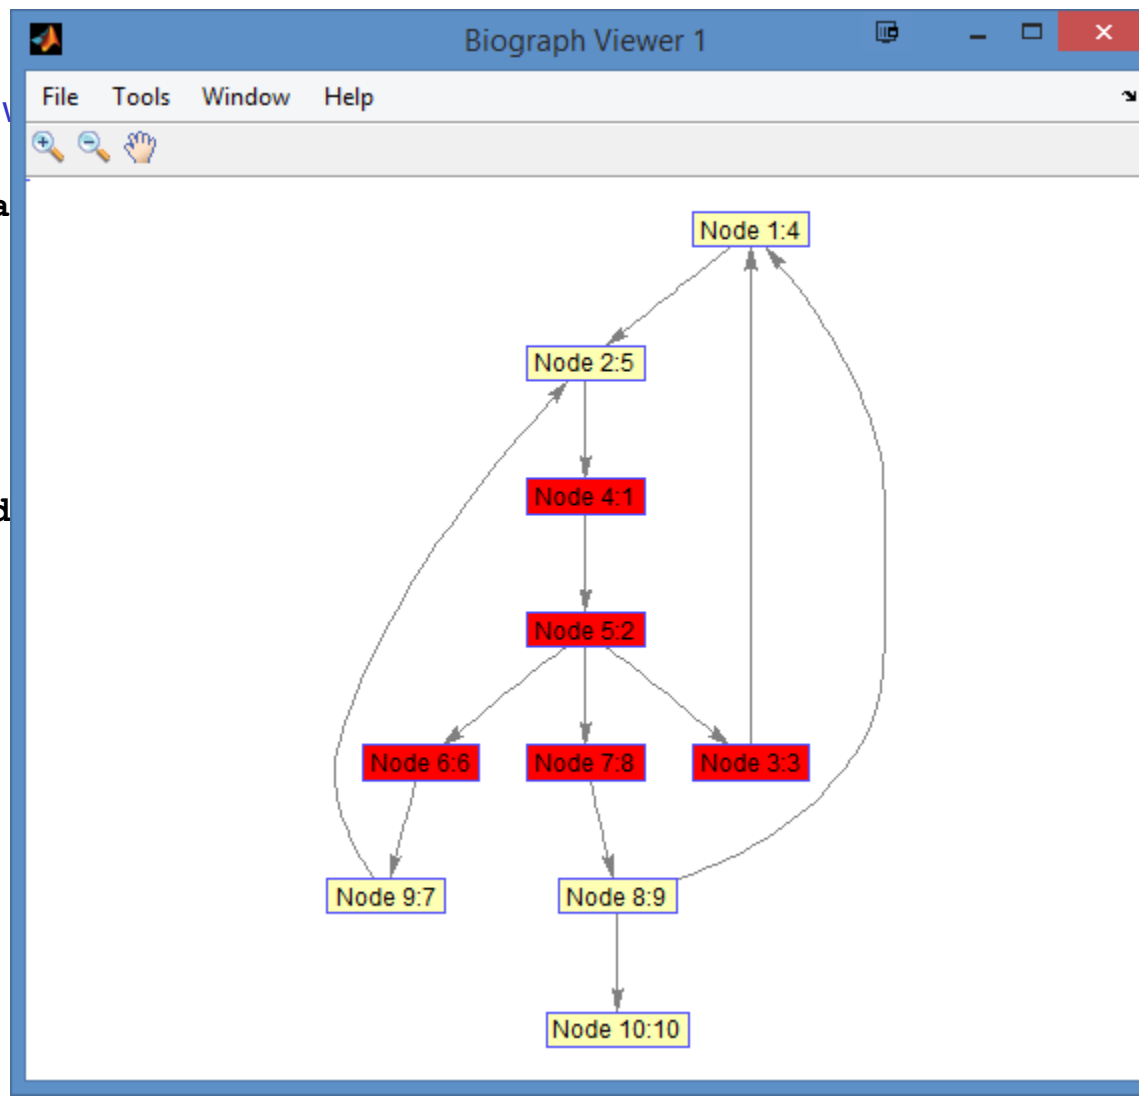 Biograph Viewer 1
File Tools Window Help
Node 1:4
Node 2:5
Node 4:1
Node 5:2
Node 6:6 Node 7:8 Node 3:3
Node 9:7 Node 8:9
Node 10:10